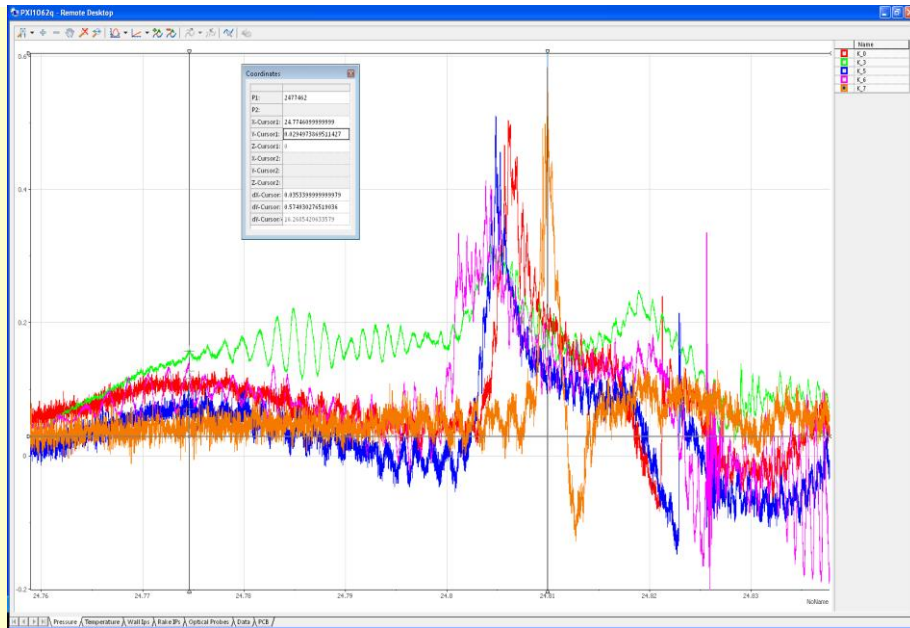 PXI1062q - Remote Desktop
Name
K_0
K_3
K_5
K_6
K_7
Coordinates
P1: 2477462
P2:
X-Cursor1: 24.7746099999999
Y-Cursor1: 0.0294973869511427
Z-Cursor1: 0
X-Cursor2:
Y-Cursor2:
Z-Cursor2:
dX-Cursor: 0.0353399999999979
dY-Cursor: 0.574930276519036
dY-Cursor/
0.6
0.4
0.2
0
-0.2
24.76 24.77 24.78 24.79 24.80 24.81 24.82 24.83
NoName
Pressure Temperature Wall Ips Rake IPs Optical Probes Data PCB